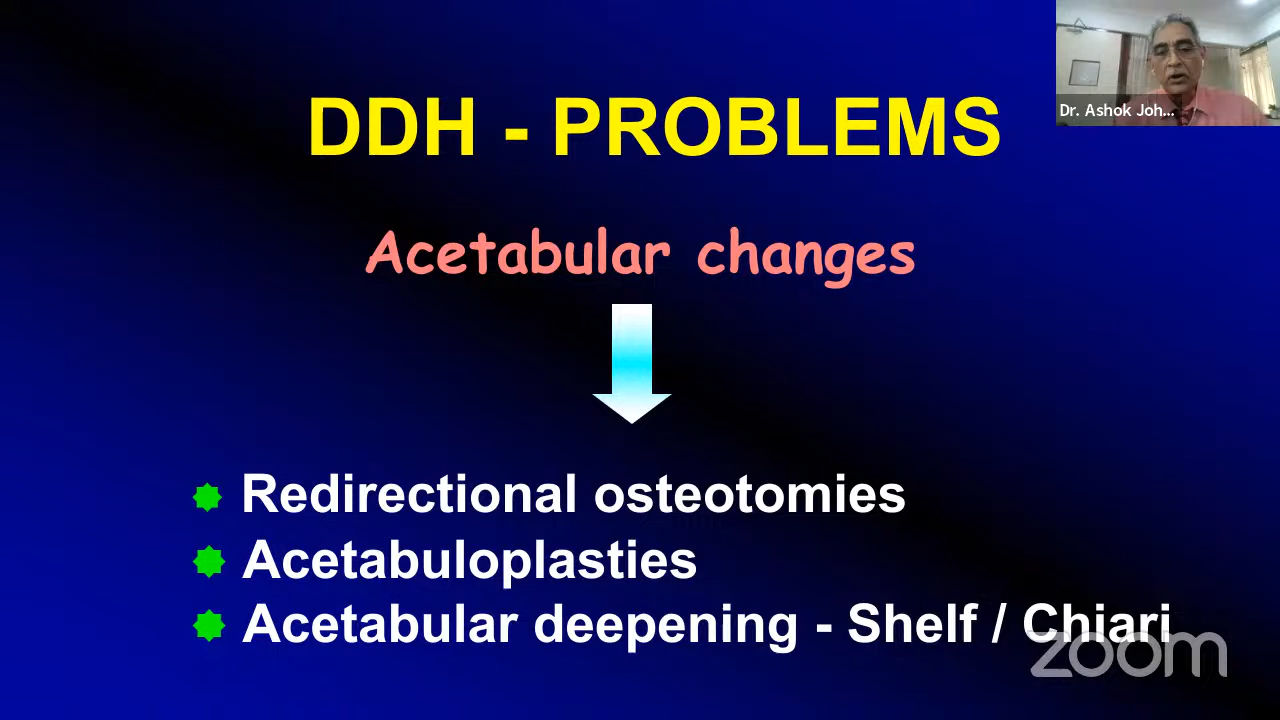 Dr. Ashok Joh...
DDH - PROBLEMS
Acetabular changes
Redirectional osteotomies
Acetabuloplasties
Acetabular deepening - Shelf / Chiari
zoom